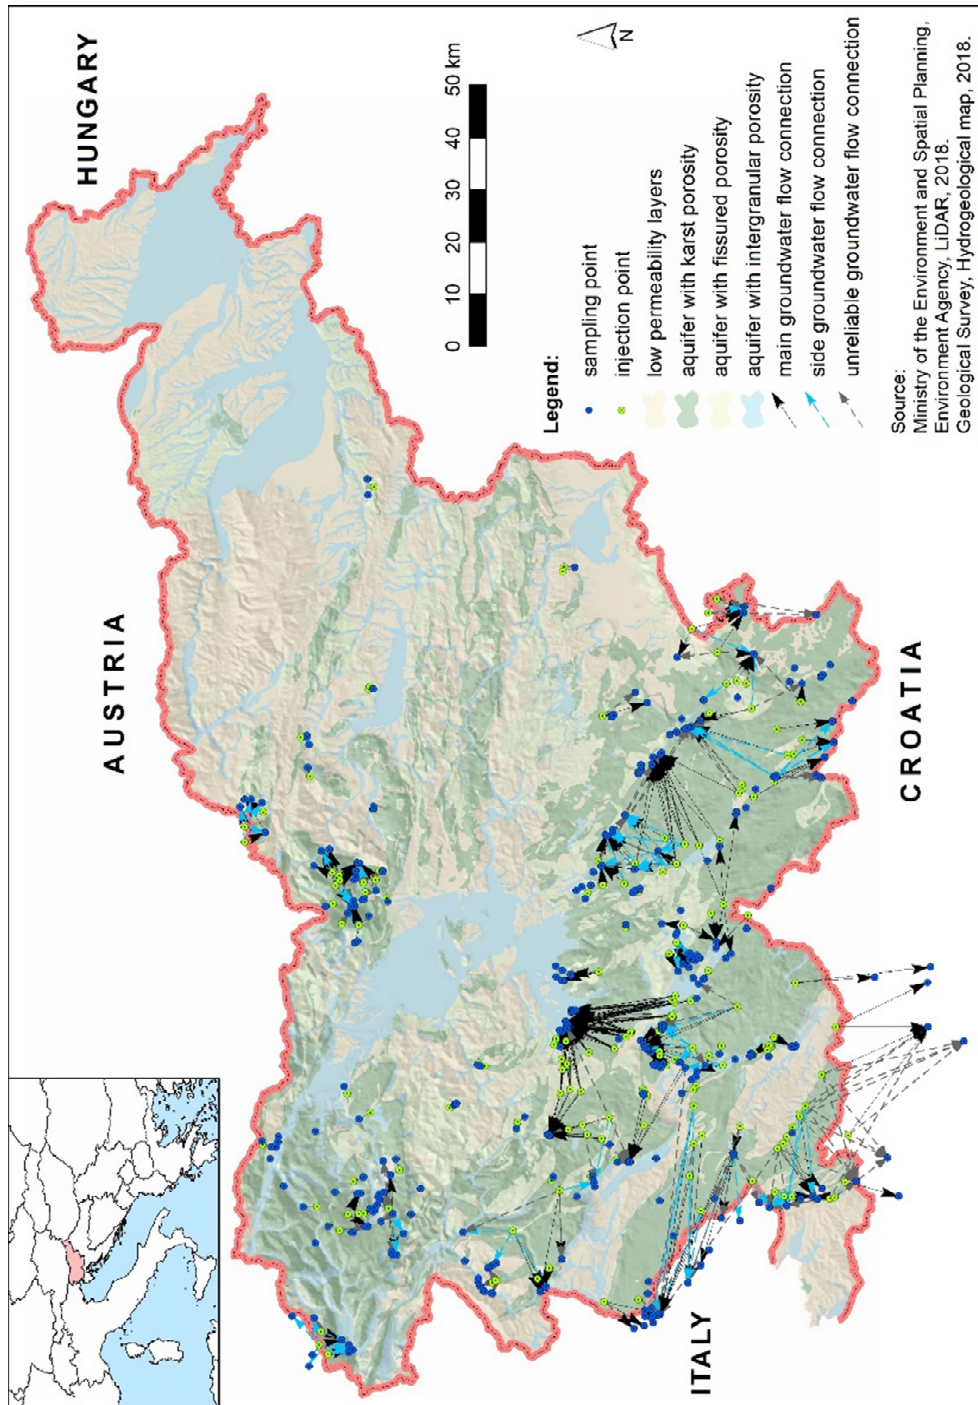 HUNGARY
AUSTRIA
CROATIA
ITALY
0 10 20 30 40 50 km
N
Legend:
sampling point
injection point
low permeability layers
aquifer with karst porosity
aquifer with fissured porosity
aquifer with intergranular porosity
main groundwater flow connection
side groundwater flow connection
unreliable groundwater flow connection
Source:
Ministry of the Environment and Spatial Planning,
Environment Agency, LiDAR, 2018.
Geological Survey, Hydrogeological map, 2018.